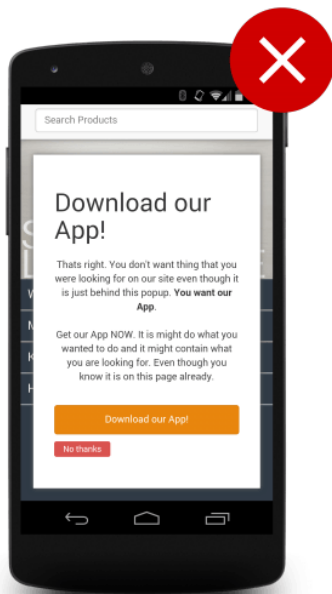 Search Products
Download our
App!
Thats right. You don't want thing that you
were looking for on our site even though it
is just behind this popup. You want our
App.
Get our App NOW. It is might do what you
wanted to do and it might contain what
you are looking for. Even though you
know it is on this page already.
Download our App!
No thanks